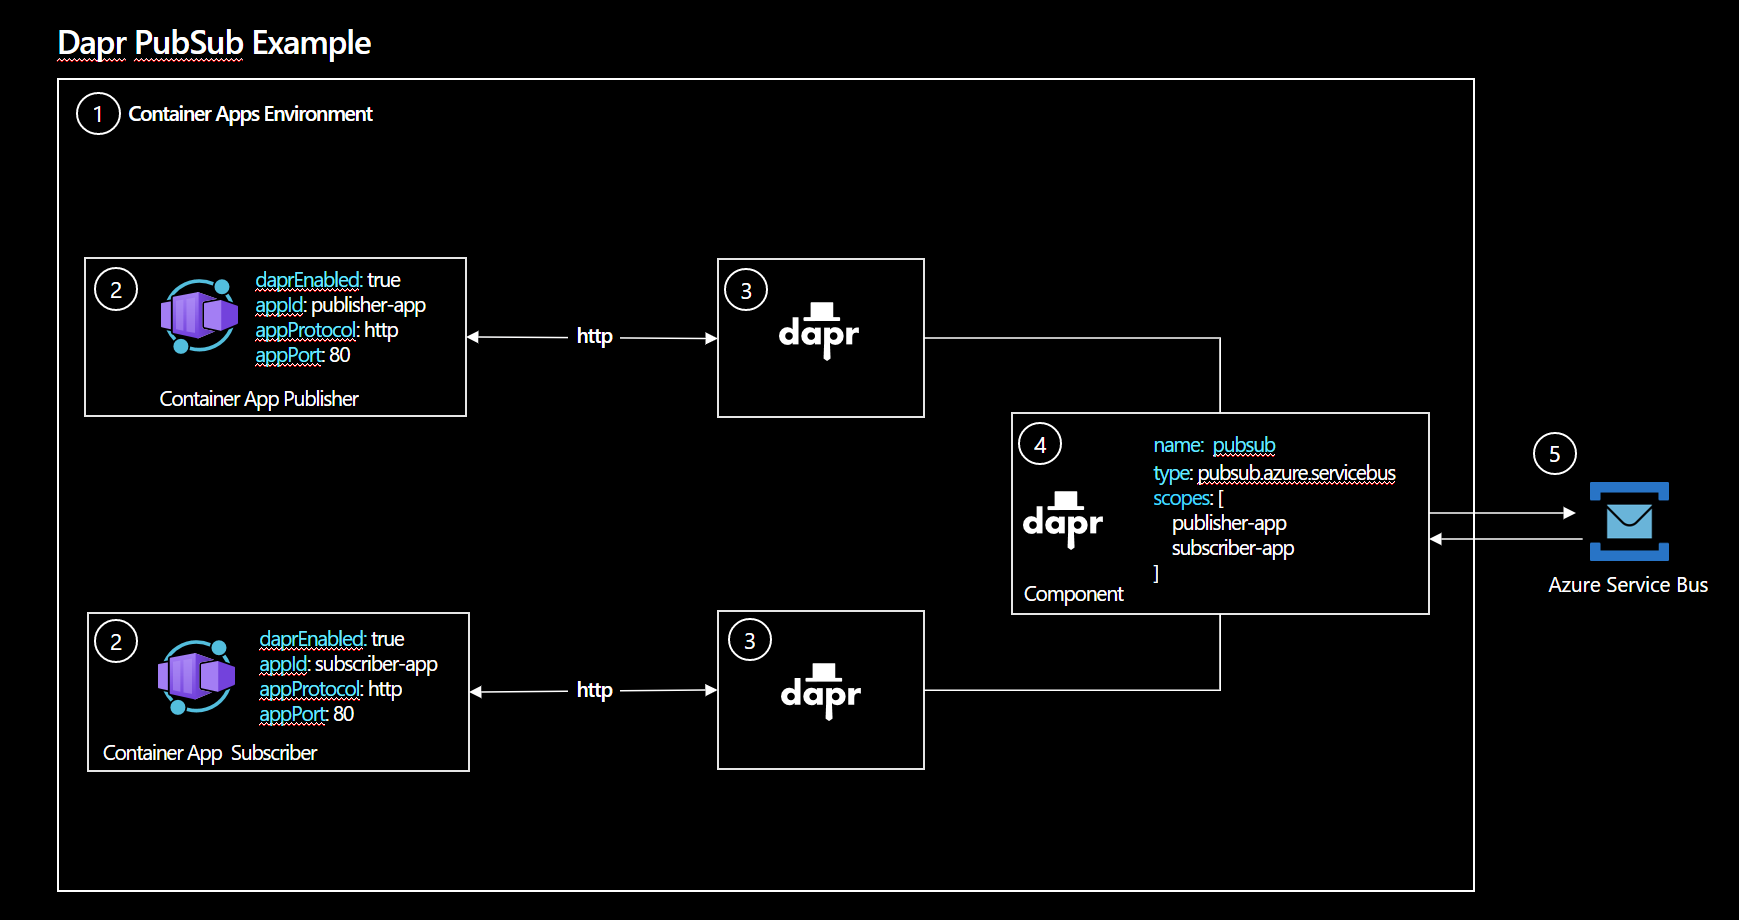 Dapr PubSub Example
1 Container Apps Environment
2
daprEnabled: true
appId: publisher-app
appProtocol: http
appPort: 80
Container App Publisher
http
3
dapr
4
name: pubsub
type: pubsub.azure.servicebus
scopes: [
publisher-app
subscriber-app
]
dapr
Component
5
Azure Service Bus
2
daprEnabled: true
appId: subscriber-app
appProtocol: http
appPort: 80
Container App Subscriber
http
3
dapr